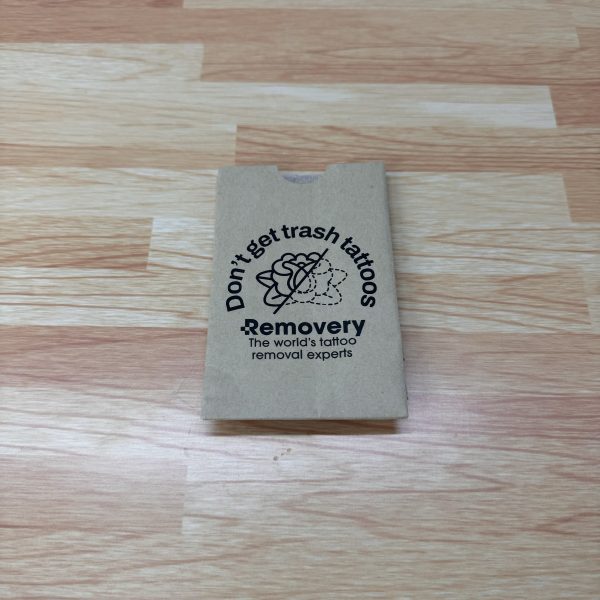 Don't get trash tattoos
Removery
The world's tattoo
removal experts